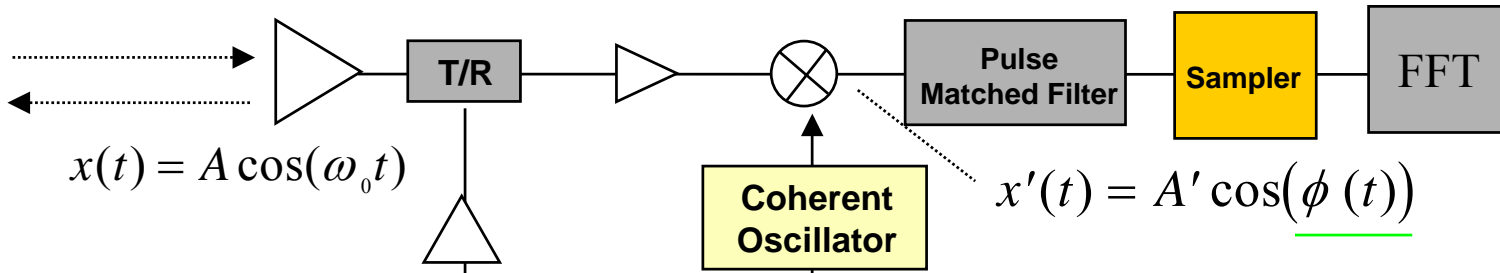 T/R
Pulse
Matched Filter
Sampler
FFT
x(t) = A cos(ω₀t)
Coherent
Oscillator
x′(t) = A′ cos(ϕ (t))